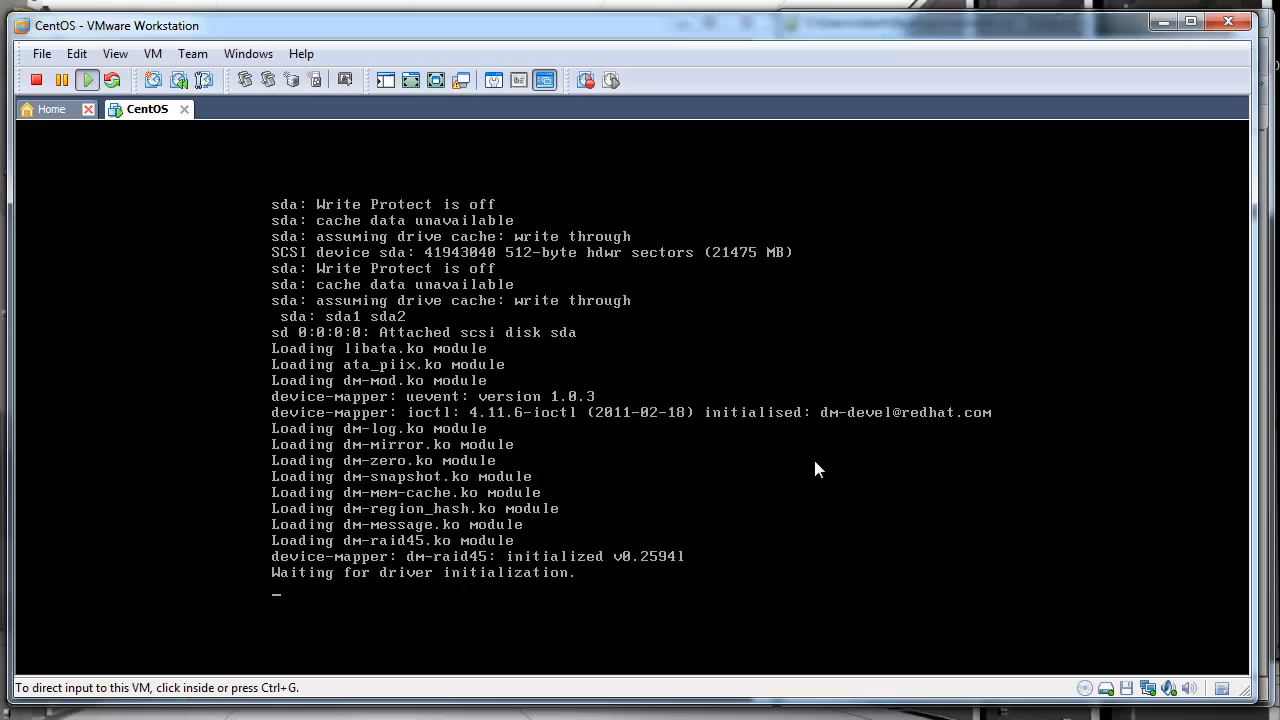 CentOS - VMware Workstation
File Edit View VM Team Windows Help
Home CentOS
sda: Write Protect is off
sda: cache data unavailable
sda: assuming drive cache: write through
SCSI device sda: 41943040 512-byte hdwr sectors (21475 MB)
sda: Write Protect is off
sda: cache data unavailable
sda: assuming drive cache: write through
sda: sda1 sda2
sd 0:0:0:0: Attached scsi disk sda
Loading libata.ko module
Loading ata_piix.ko module
Loading dm-mod.ko module
device-mapper: uevent: version 1.0.3
device-mapper: ioctl: 4.11.6-ioctl (2011-02-18) initialised: dm-devel@redhat.com
Loading dm-log.ko module
Loading dm-mirror.ko module
Loading dm-zero.ko module
Loading dm-snapshot.ko module
Loading dm-mem-cache.ko module
Loading dm-region_hash.ko module
Loading dm-message.ko module
Loading dm-raid45.ko module
device-mapper: dm-raid45: initialized v0.2594l
Waiting for driver initialization.
To direct input to this VM, click inside or press Ctrl+G.